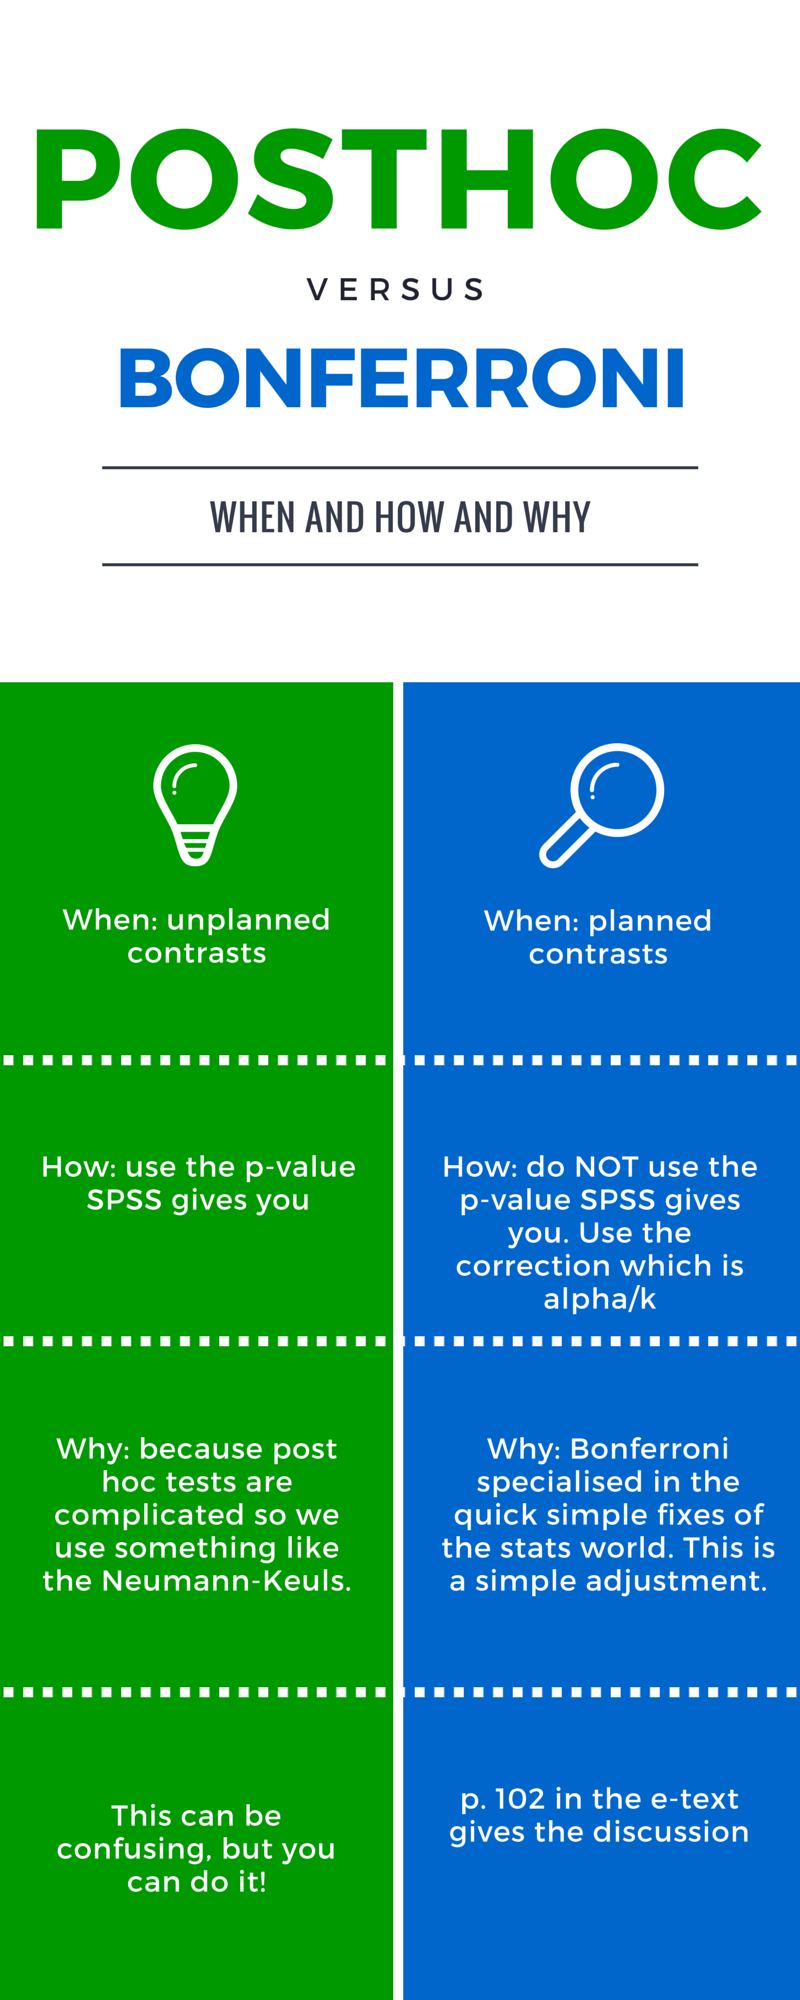 POSTHOC
VERSUS
BONFERRONI
WHEN AND HOW AND WHY
When: unplanned
contrasts
When: planned
contrasts
How: use the p-value
SPSS gives you
How: do NOT use the
p-value SPSS gives
you. Use the
correction which is
alpha/k
Why: because post
hoc tests are
complicated so we
use something like
the Neumann-Keuls.
Why: Bonferroni
specialised in the
quick simple fixes of
the stats world. This is
a simple adjustment.
This can be
confusing, but you
can do it!
p. 102 in the e-text
gives the discussion